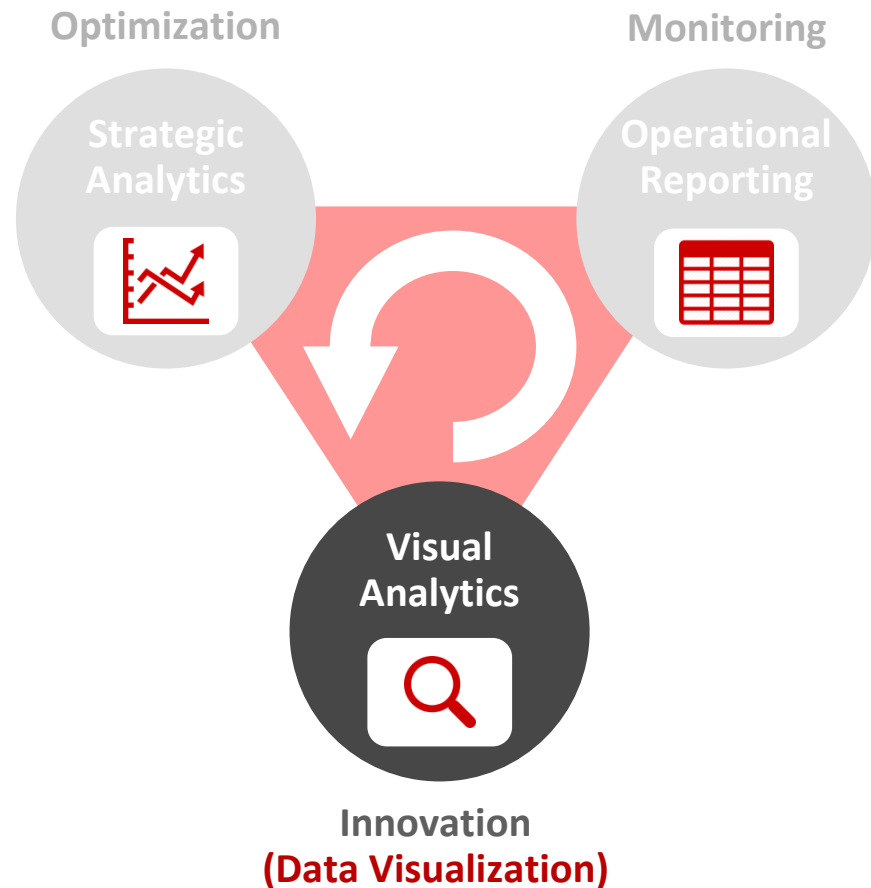 Optimization
Monitoring
Strategic
Analytics
Operational
Reporting
Visual
Analytics
Innovation
(Data Visualization)